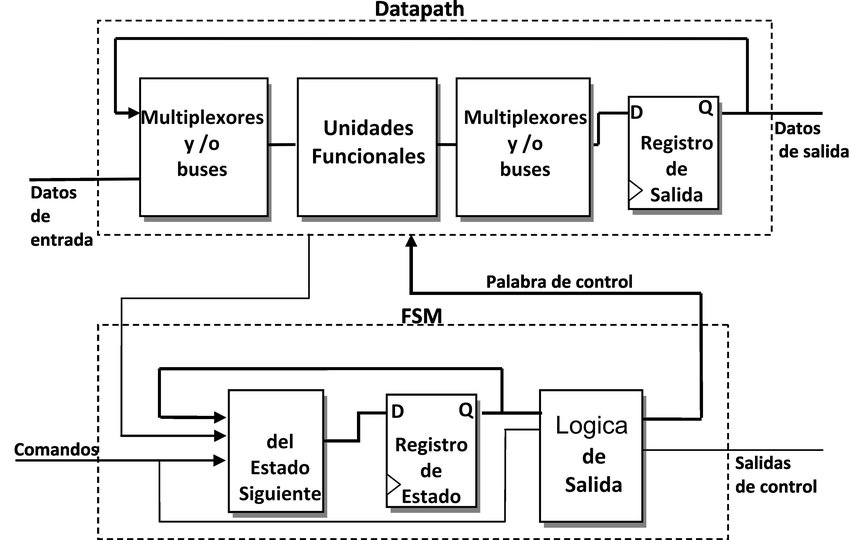 Datapath
Multiplexores
y /o
buses
Unidades
Funcionales
Multiplexores
y /o
buses
D
Q
Registro
de
Salida
Datos
de salida
Datos
de
entrada
Palabra de control
FSM
del
Estado
Siguiente
D
Q
Registro
de
Estado
Logica
de
Salida
Comandos
Salidas
de control